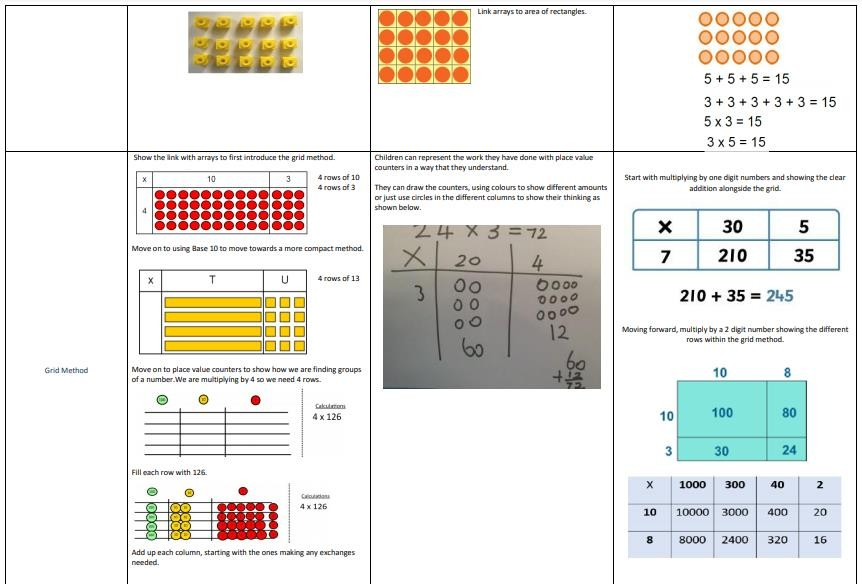 Link arrays to area of rectangles.
5 + 5 + 5 = 15
3 + 3 + 3 + 3 + 3 = 15
5 x 3 = 15
3 x 5 = 15
Grid Method
Show the link with arrays to first introduce the grid method.
x 10 3
4
4 rows of 10
4 rows of 3
Move on to using Base 10 to move towards a more compact method.
x T U
4 rows of 13
Move on to place value counters to show how we are finding groups
of a number.We are multiplying by 4 so we need 4 rows.
Calculations
4 x 126
Fill each row with 126.
Calculations
4 x 126
Add up each column, starting with the ones making any exchanges
needed.
Children can represent the work they have done with place value
counters in a way that they understand.
They can draw the counters, using colours to show different amounts
or just use circles in the different columns to show their thinking as
shown below.
24 x 3 = 72
X 20 4
3
12
60
60
+12
72
Start with multiplying by one digit numbers and showing the clear
addition alongside the grid.
x 30 5
7 210 35
210 + 35 = 245
Moving forward, multiply by a 2 digit number showing the different
rows within the grid method.
10 8
10 100 80
3 30 24
X 1000 300 40 2
10 10000 3000 400 20
8 8000 2400 320 16